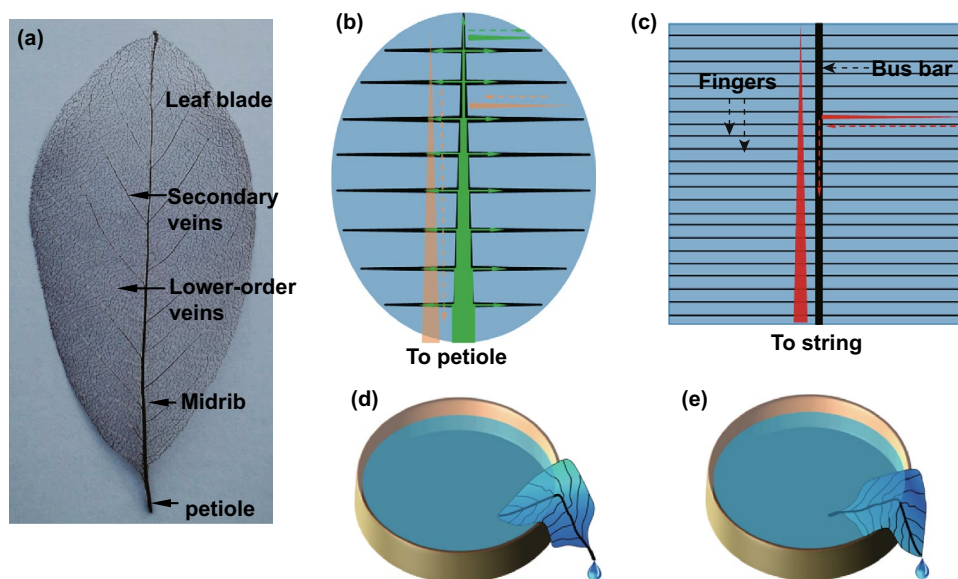 (a)
Leaf blade
Secondary
veins
Lower-order
veins
Midrib
petiole
(b)
To petiole
(c)
Bus bar
Fingers
To string
(d)
(e)